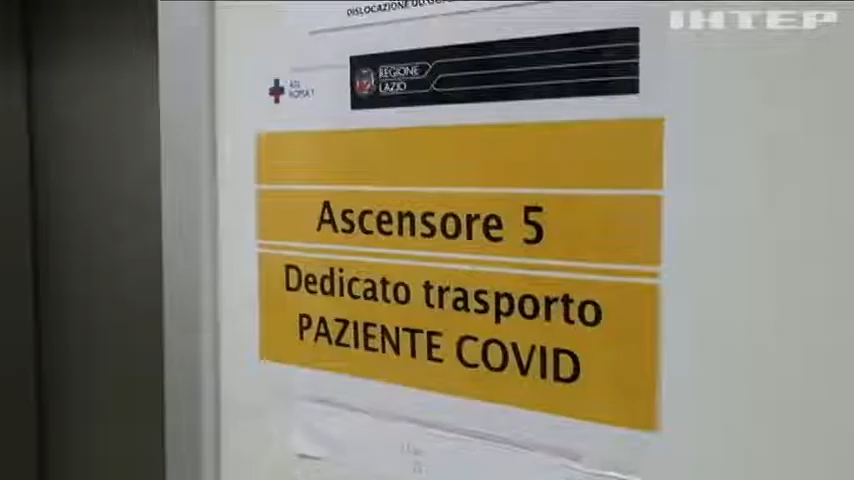 ІНТЕР
REGIONE
LAZIO
Ascensore 5
Dedicato trasporto
PAZIENTE COVID